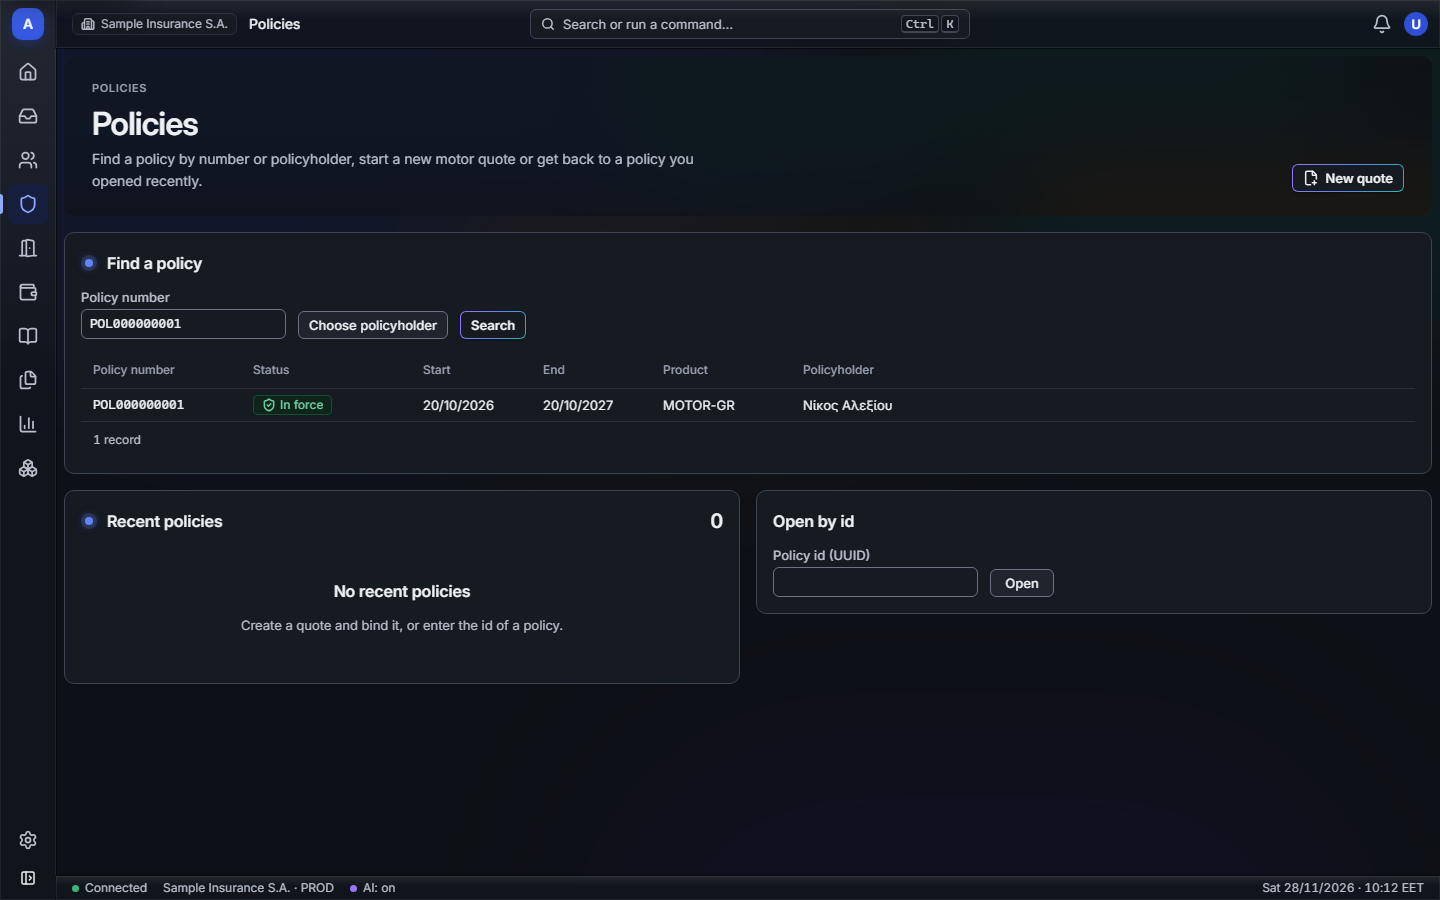 A
Sample Insurance S.A.
Policies
Search or run a command...
Ctrl K
U
POLICIES
Policies
Find a policy by number or policyholder, start a new motor quote or get back to a policy you
opened recently.
New quote
Find a policy
Policy number
POL000000001
Choose policyholder
Search
Policy number Status Start End Product Policyholder
POL000000001 In force 20/10/2026 20/10/2027 MOTOR-GR Νίκος Αλεξίου
1 record
Recent policies
0
No recent policies
Create a quote and bind it, or enter the id of a policy.
Open by id
Policy id (UUID)
Open
Connected
Sample Insurance S.A. · PROD
AI: on
Sat 28/11/2026 · 10:12 EET